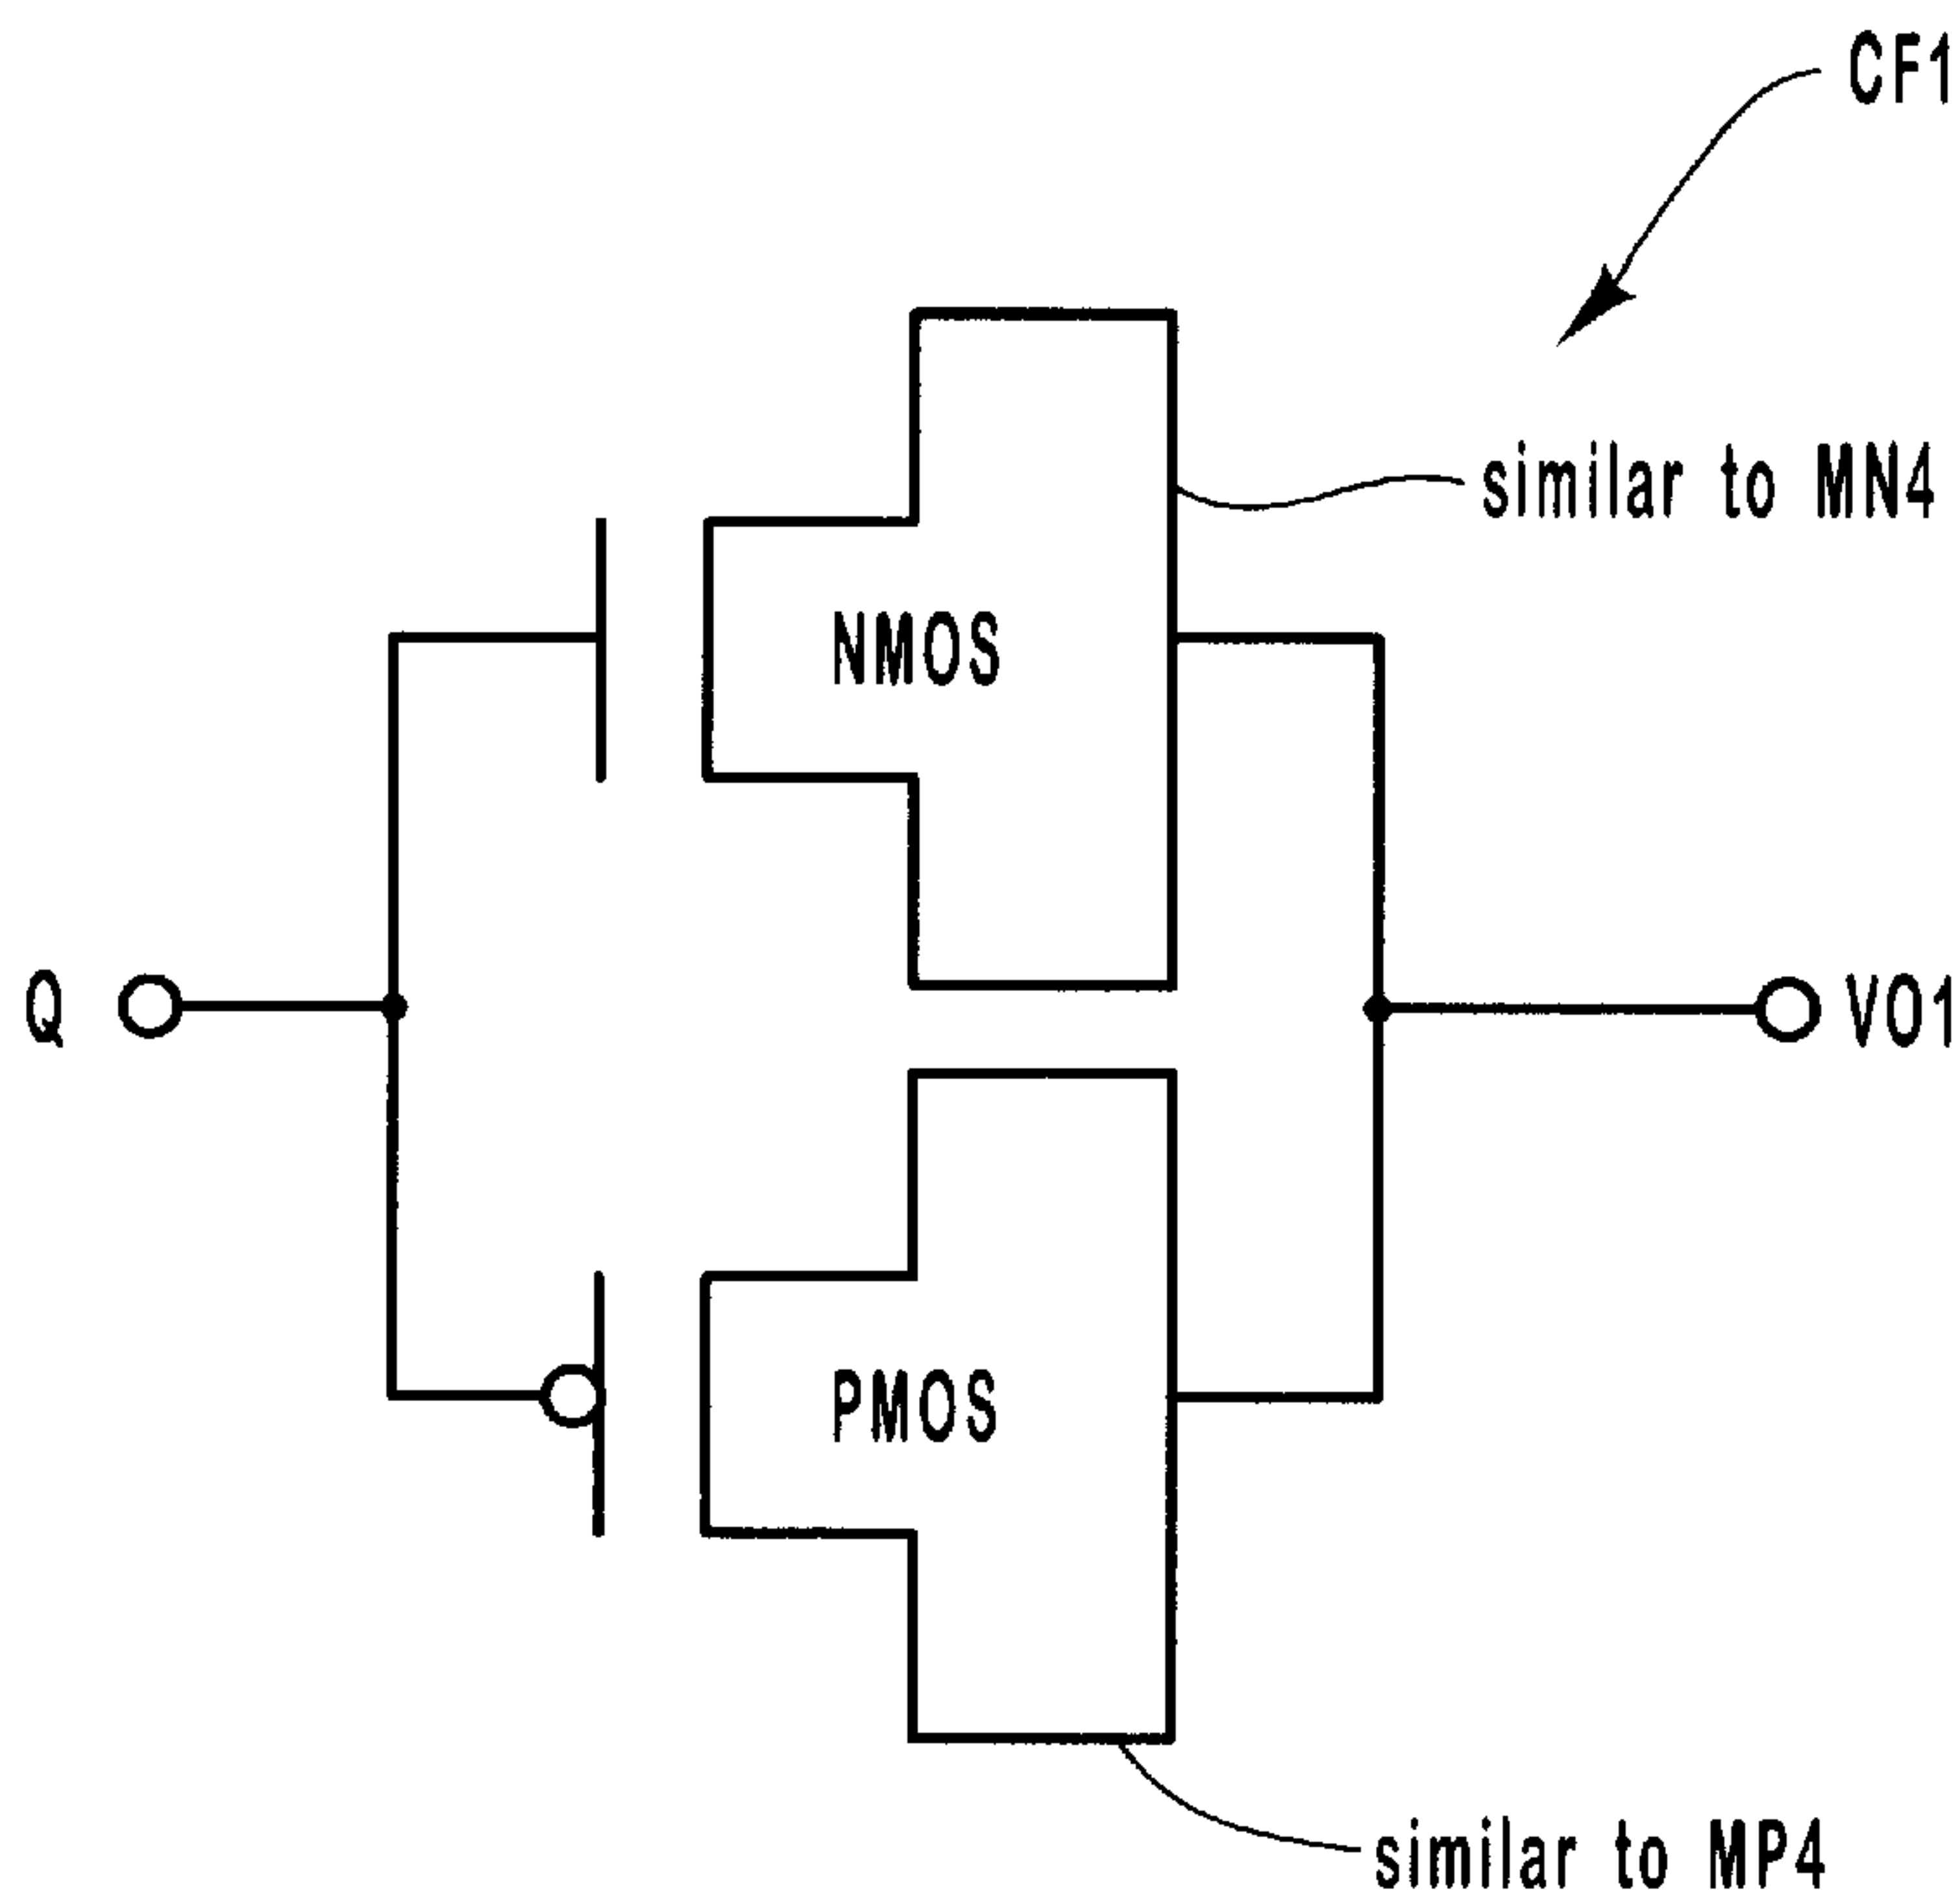 CF1
similar to MN4
NMOS
Q
VO1
PMOS
similar to MP4